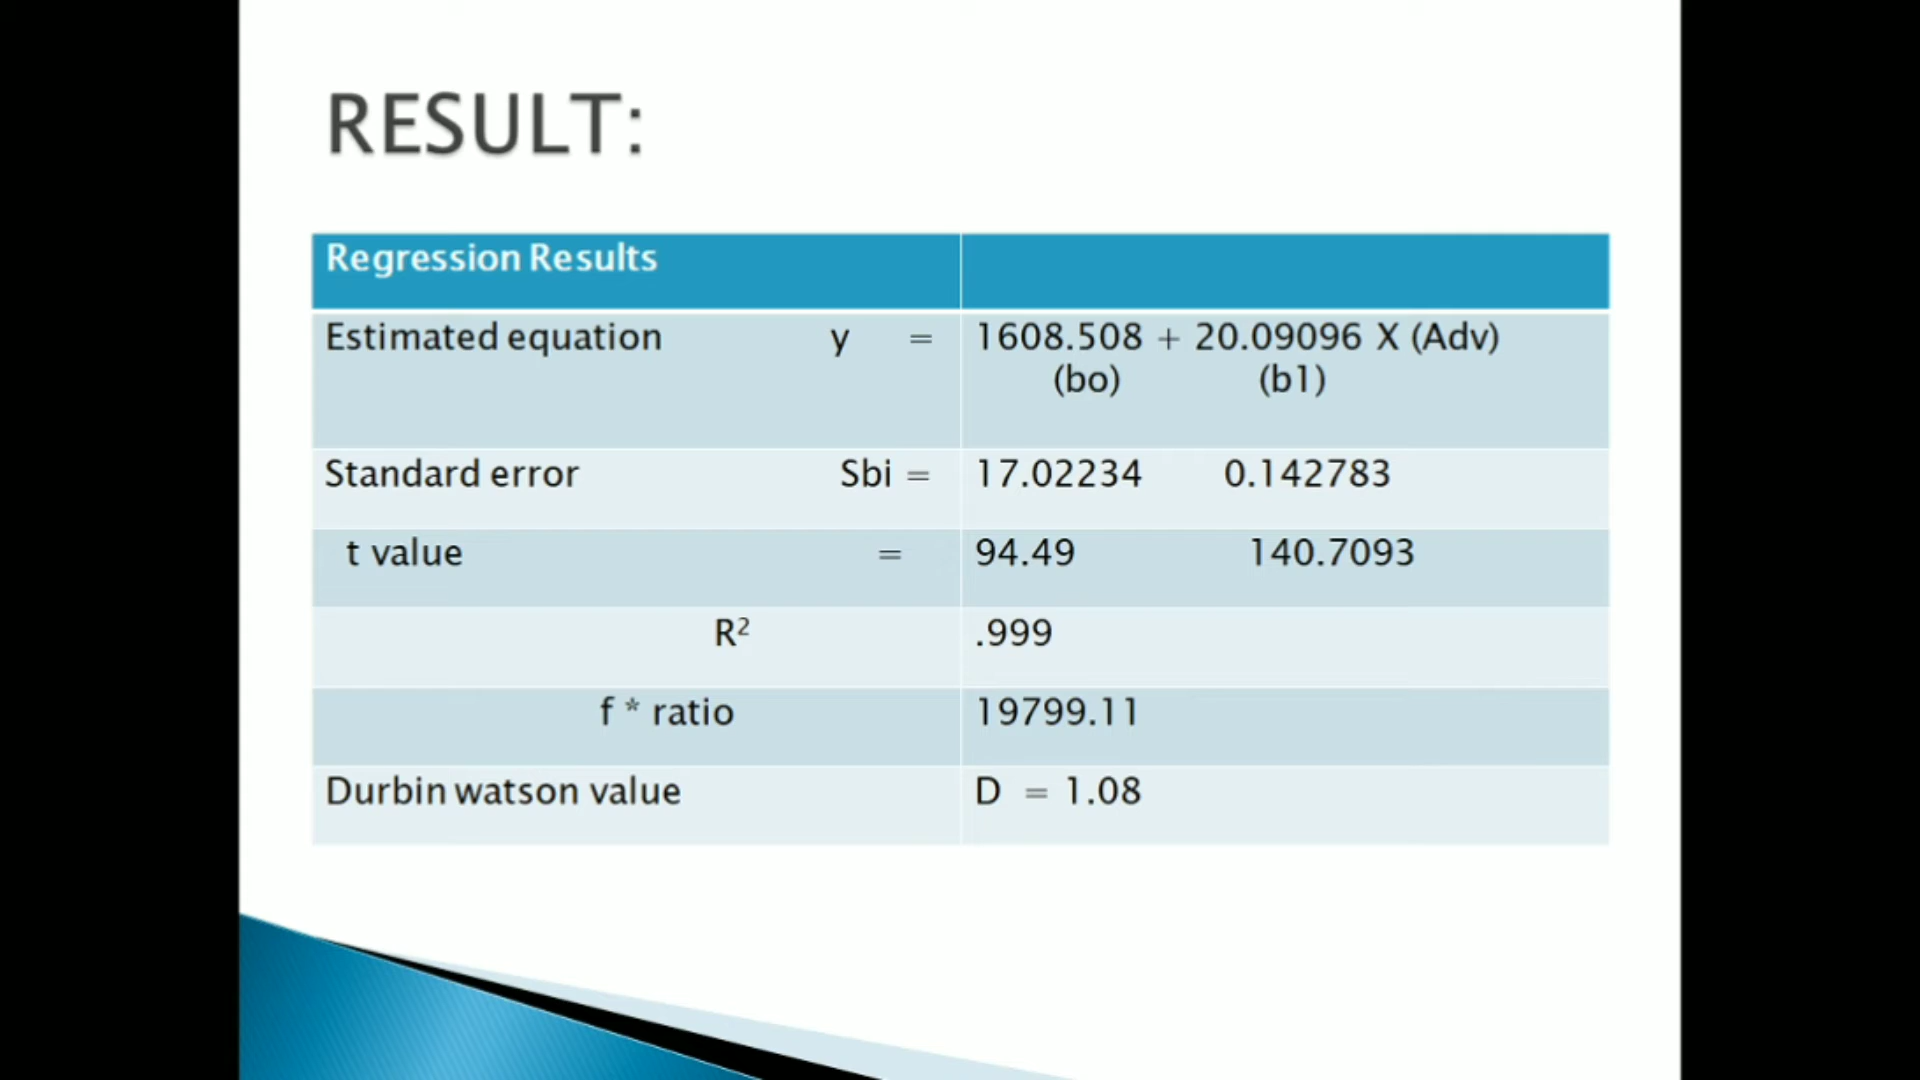 RESULT:
Regression Results
Estimated equation y = 1608.508 + 20.09096 X (Adv)
(bo) (b1)
Standard error Sbi = 17.02234 0.142783
t value = 94.49 140.7093
R² .999
f * ratio 19799.11
Durbin watson value D = 1.08